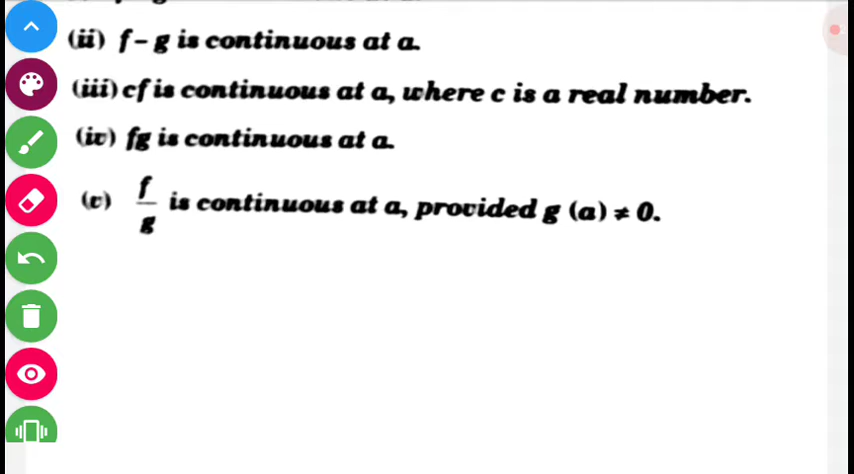 (ii) f – g is continuous at a.
(iii) cf is continuous at a, where c is a real number.
(iv) fg is continuous at a.
(v) f/g is continuous at a, provided g (a) ≠ 0.